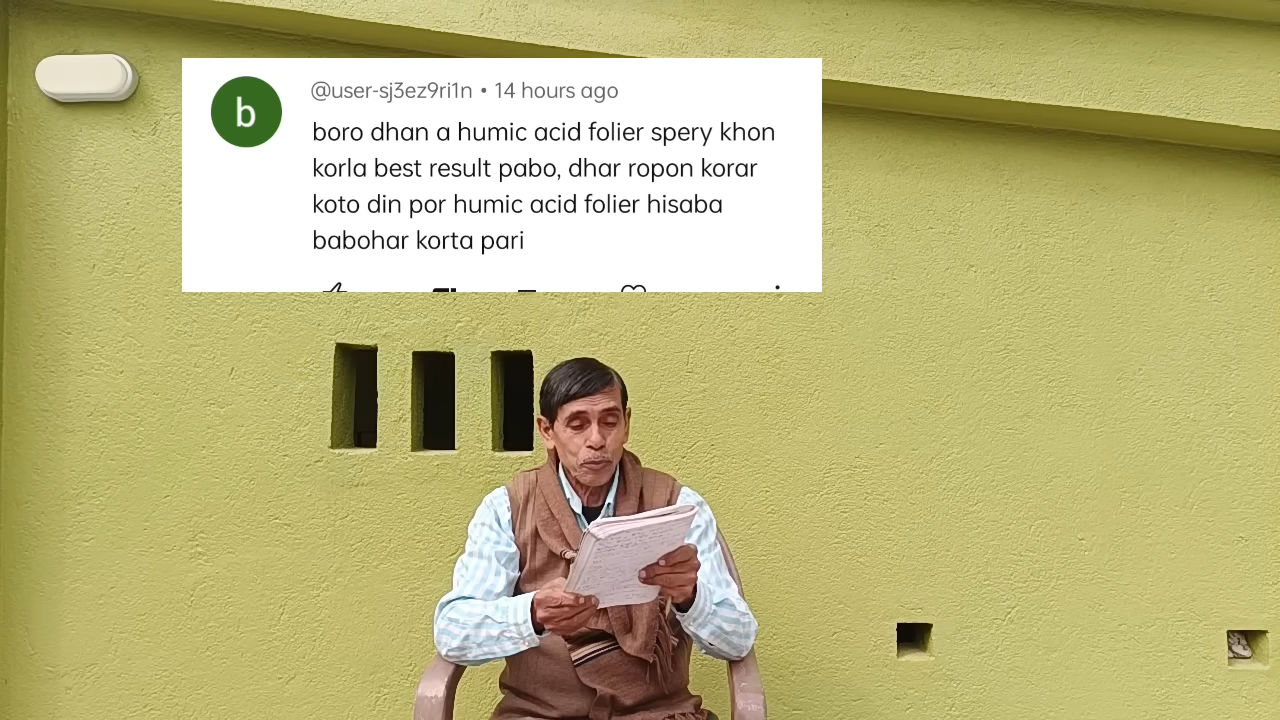 b
@user-sj3ez9ri1n • 14 hours ago
boro dhan a humic acid folier spery khon
korla best result pabo, dhar ropon korar
koto din por humic acid folier hisaba
babohar korta pari